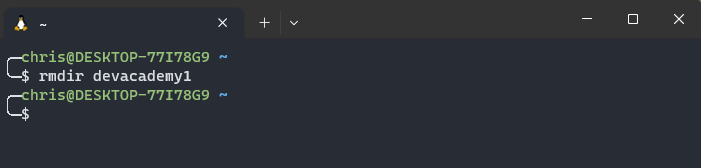 ~
chris@DESKTOP-77I78G9 ~
$ rmdir devacademy1
chris@DESKTOP-77I78G9 ~
$